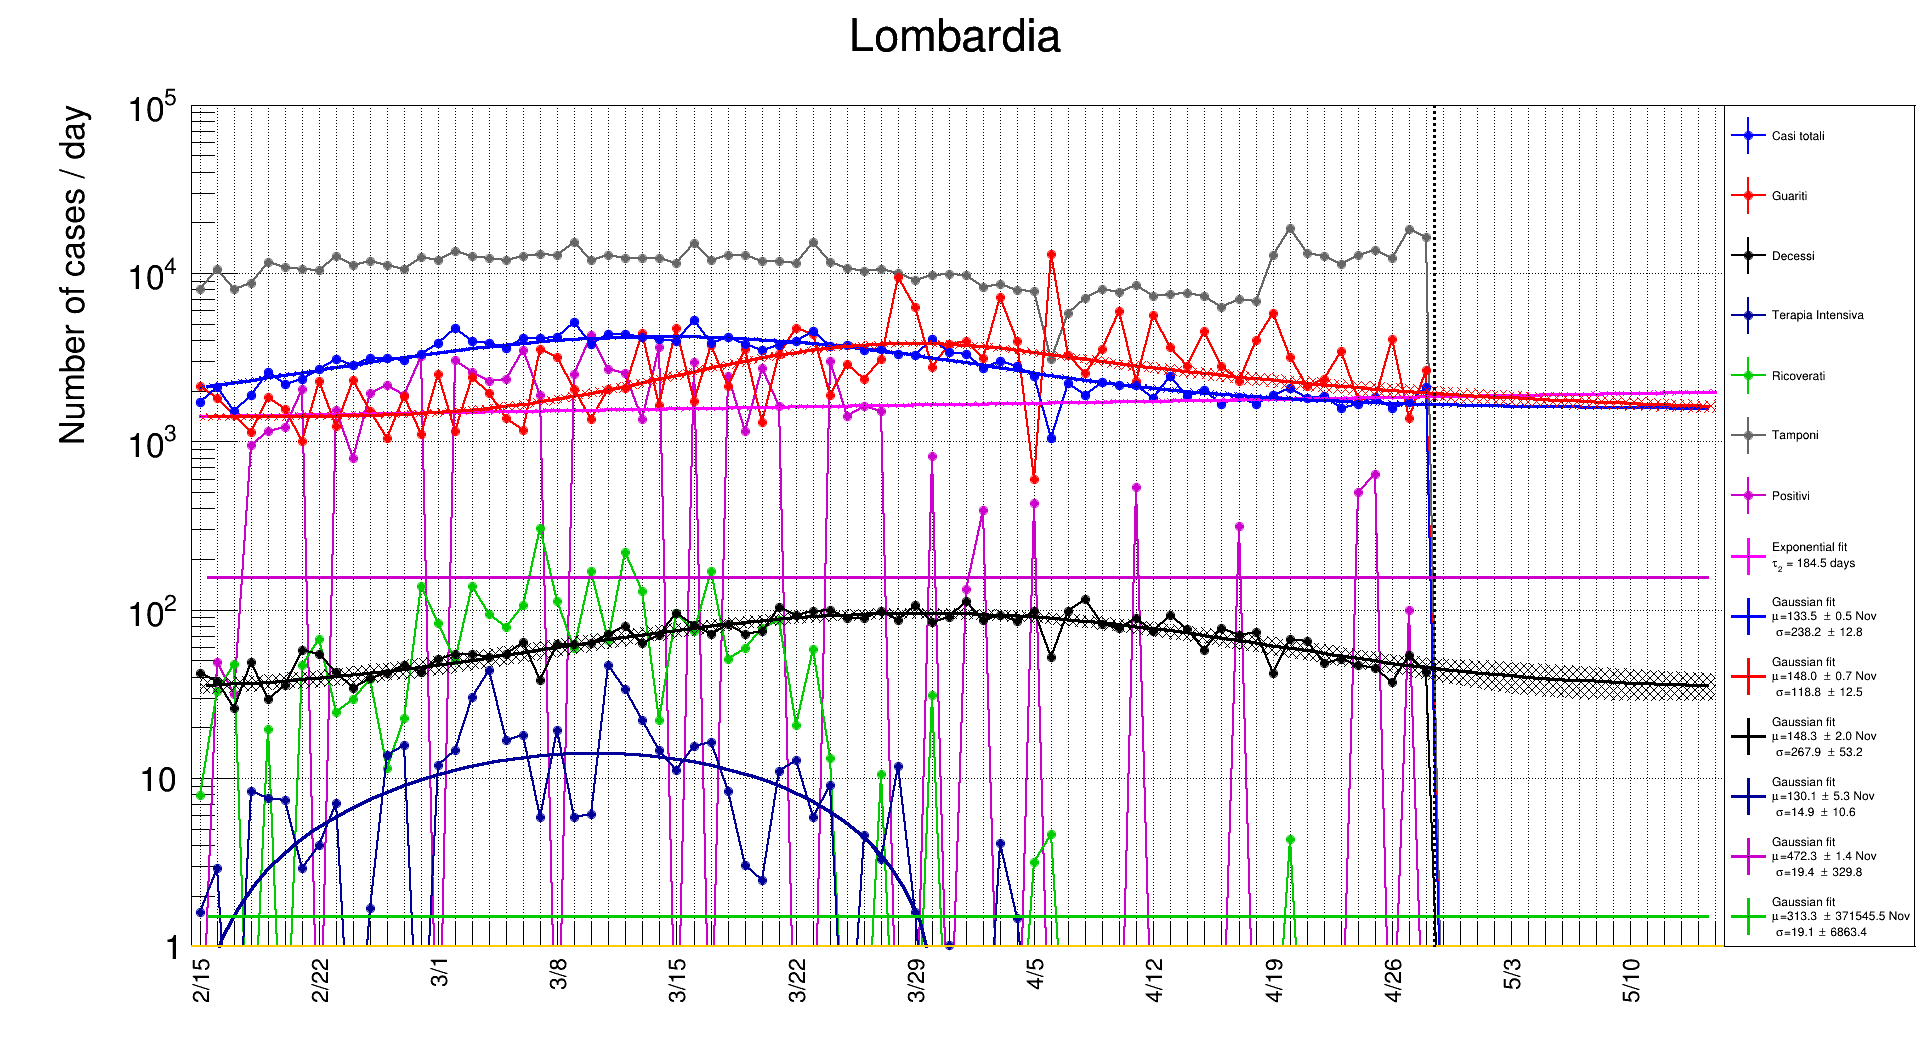 Lombardia
Number of cases / day
10^5
10^4
10^3
10^2
10
1
2/15
2/22
3/1
3/8
3/15
3/22
3/29
4/5
4/12
4/19
4/26
5/3
5/10
Casi totali
Guariti
Decessi
Terapia Intensiva
Ricoverati
Tamponi
Positivi
Exponential fit
τ₂ = 184.5 days
Gaussian fit
μ=133.5 ± 0.5 Nov
σ=238.2 ± 12.8
Gaussian fit
μ=148.0 ± 0.7 Nov
σ=118.8 ± 12.5
Gaussian fit
μ=148.3 ± 2.0 Nov
σ=267.9 ± 53.2
Gaussian fit
μ=130.1 ± 5.3 Nov
σ=14.9 ± 10.6
Gaussian fit
μ=472.3 ± 1.4 Nov
σ=19.4 ± 329.8
Gaussian fit
μ=313.3 ± 371545.5 Nov
σ=19.1 ± 6863.4